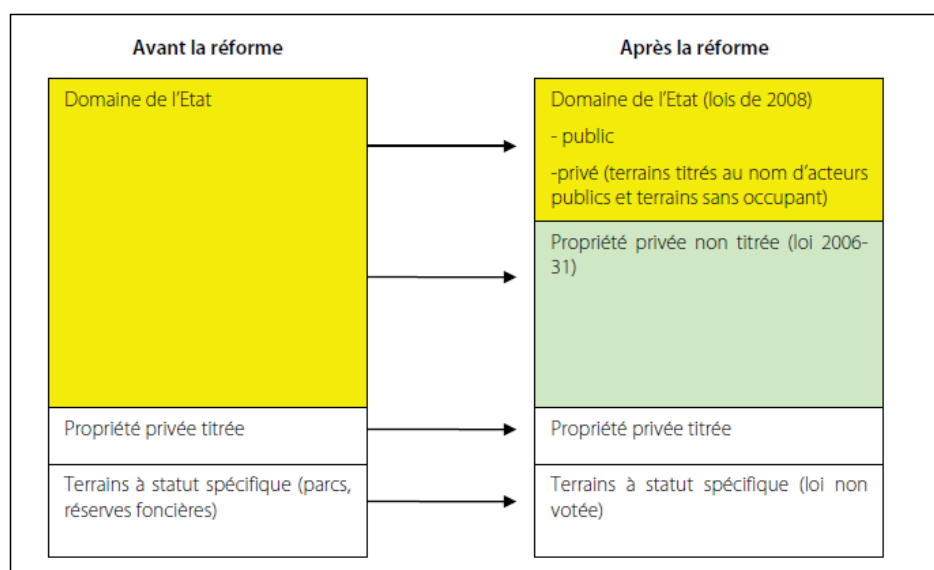 Avant la réforme
Domaine de l'Etat
Propriété privée titrée
Terrains à statut spécifique (parcs,
réserves foncières)
Après la réforme
Domaine de l'Etat (lois de 2008)
- public
-privé (terrains titrés au nom d'acteurs
publics et terrains sans occupant)
Propriété privée non titrée (loi 2006-
31)
Propriété privée titrée
Terrains à statut spécifique (loi non
votée)